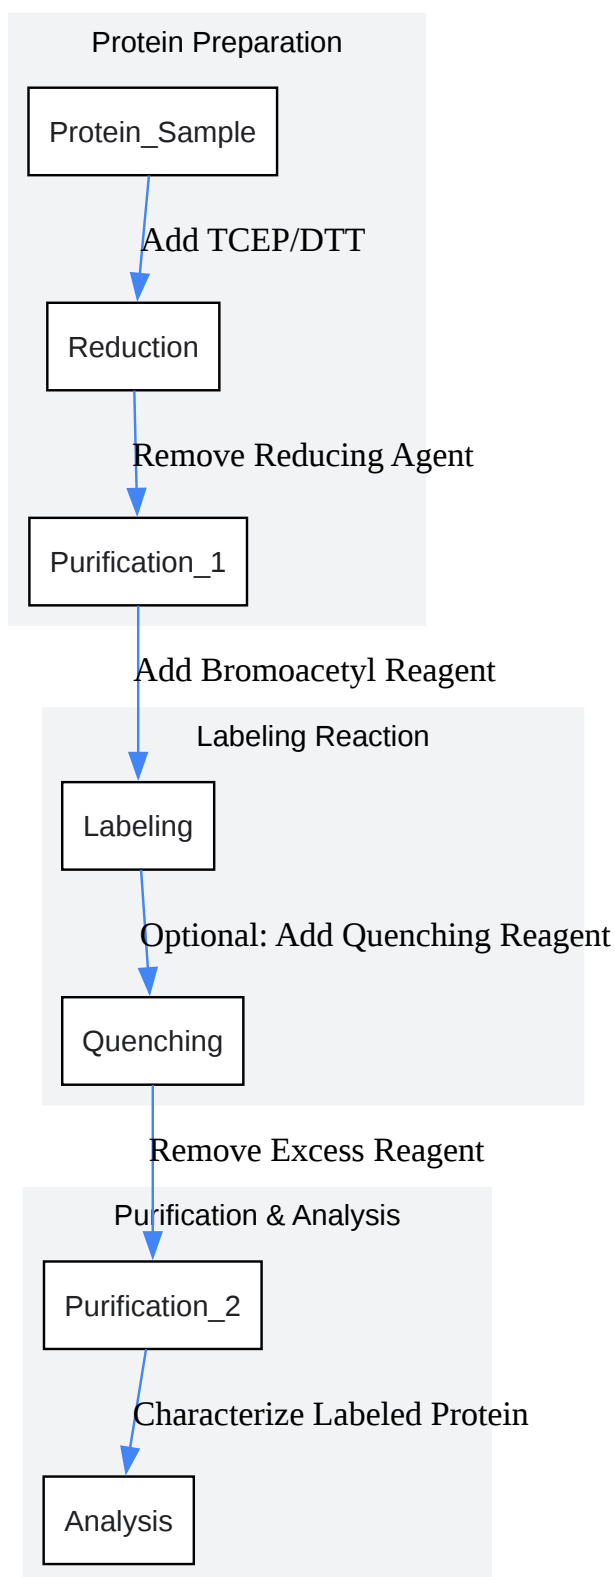 Protein Preparation
Protein_Sample
Add TCEP/DTT
Reduction
Remove Reducing Agent
Purification_1
Add Bromoacetyl Reagent
Labeling Reaction
Labeling
Optional: Add Quenching Reagent
Quenching
Remove Excess Reagent
Purification & Analysis
Purification_2
Characterize Labeled Protein
Analysis